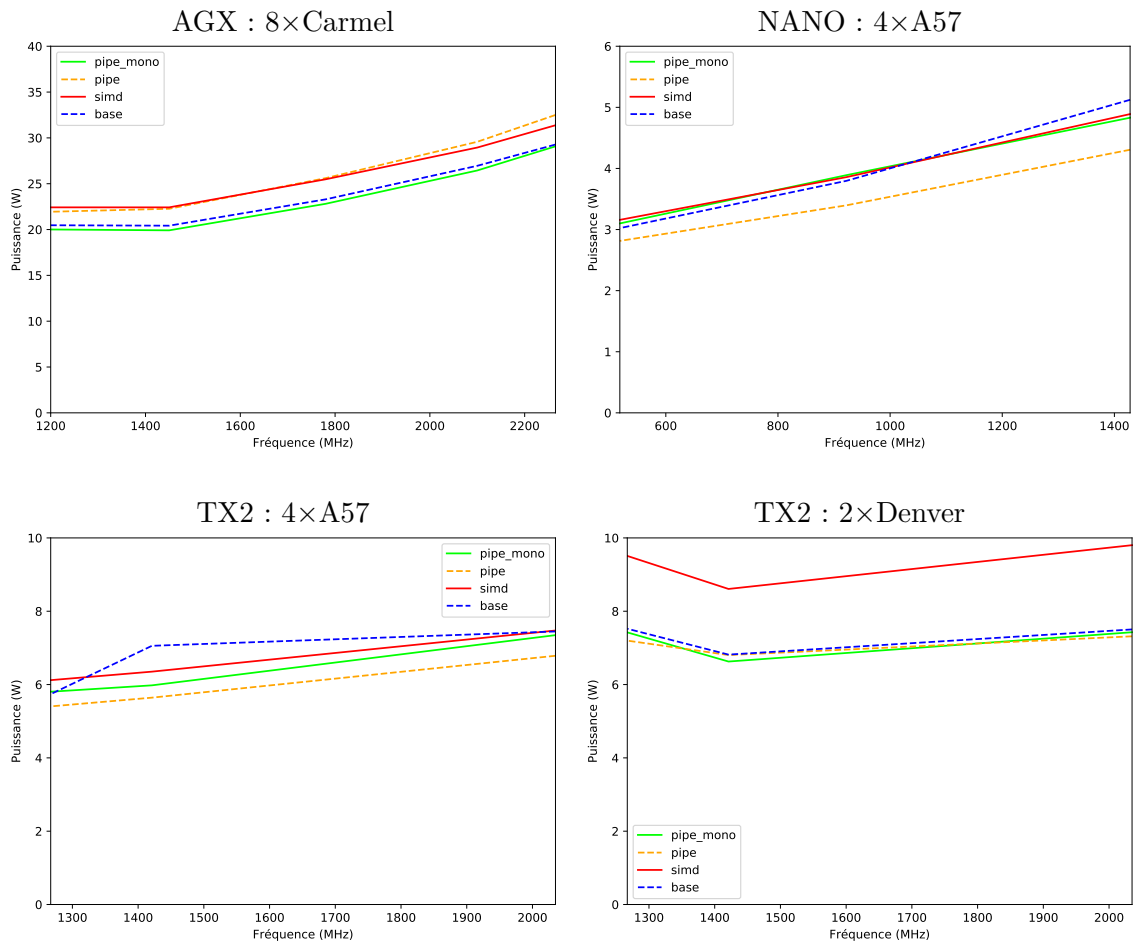 AGX : 8×Carmel
40
35
30
25
20
15
10
5
0
Puissance (W)
pipe_mono
pipe
simd
base
1200 1400 1600 1800 2000 2200
Fréquence (MHz)
NANO : 4×A57
6
5
4
3
2
1
0
Puissance (W)
pipe_mono
pipe
simd
base
600 800 1000 1200 1400
Fréquence (MHz)
TX2 : 4×A57
10
8
6
4
2
0
Puissance (W)
pipe_mono
pipe
simd
base
1300 1400 1500 1600 1700 1800 1900 2000
Fréquence (MHz)
TX2 : 2×Denver
10
8
6
4
2
0
Puissance (W)
pipe_mono
pipe
simd
base
1300 1400 1500 1600 1700 1800 1900 2000
Fréquence (MHz)